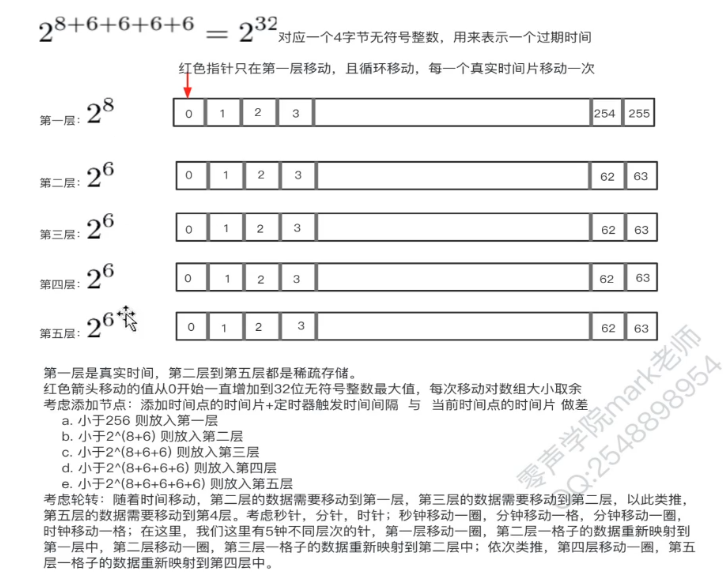 2^{8+6+6+6+6} = 2^{32} 对应一个4字节无符号整数，用来表示一个过期时间
红色指针只在第一层移动，且循环移动，每一个真实时间片移动一次
第一层: 2^8 0 1 2 3 254 255
第二层: 2^6 0 1 2 3 62 63
第三层: 2^6 0 1 2 3 62 63
第四层: 2^6 0 1 2 3 62 63
第五层: 2^6 0 1 2 3 62 63
第一层是真实时间，第二层到第五层都是稀疏存储。
红色箭头移动的值从0开始一直增加到32位无符号整数最大值，每次移动对数组大小取余
考虑添加节点：添加时间点的时间片+定时器触发时间间隔 与 当前时间点的时间片 做差
a. 小于256 则放入第一层
b. 小于2^(8+6) 则放入第二层
c. 小于2^(8+6+6) 则放入第三层
d. 小于2^(8+6+6+6) 则放入第四层
e. 小于2^(8+6+6+6+6) 则放入第五层
考虑轮转：随着时间移动，第二层的数据需要移动到第一层，第三层的数据需要移动到第二层，以此类推，
第五层的数据需要移动到第4层。考虑秒针，分针，时针；秒钟移动一圈，分钟移动一格，分钟移动一圈，
时钟移动一格；在这里，我们这里有5钟不同层次的针，第一层移动一圈，第二层一格子的数据重新映射到
第一层中，第二层移动一圈，第三层一格子的数据重新映射到第二层中；依次类推，第四层移动一圈，第五
层一格子的数据重新映射到第四层中。
零声学院mark老师
QQ:2548898954